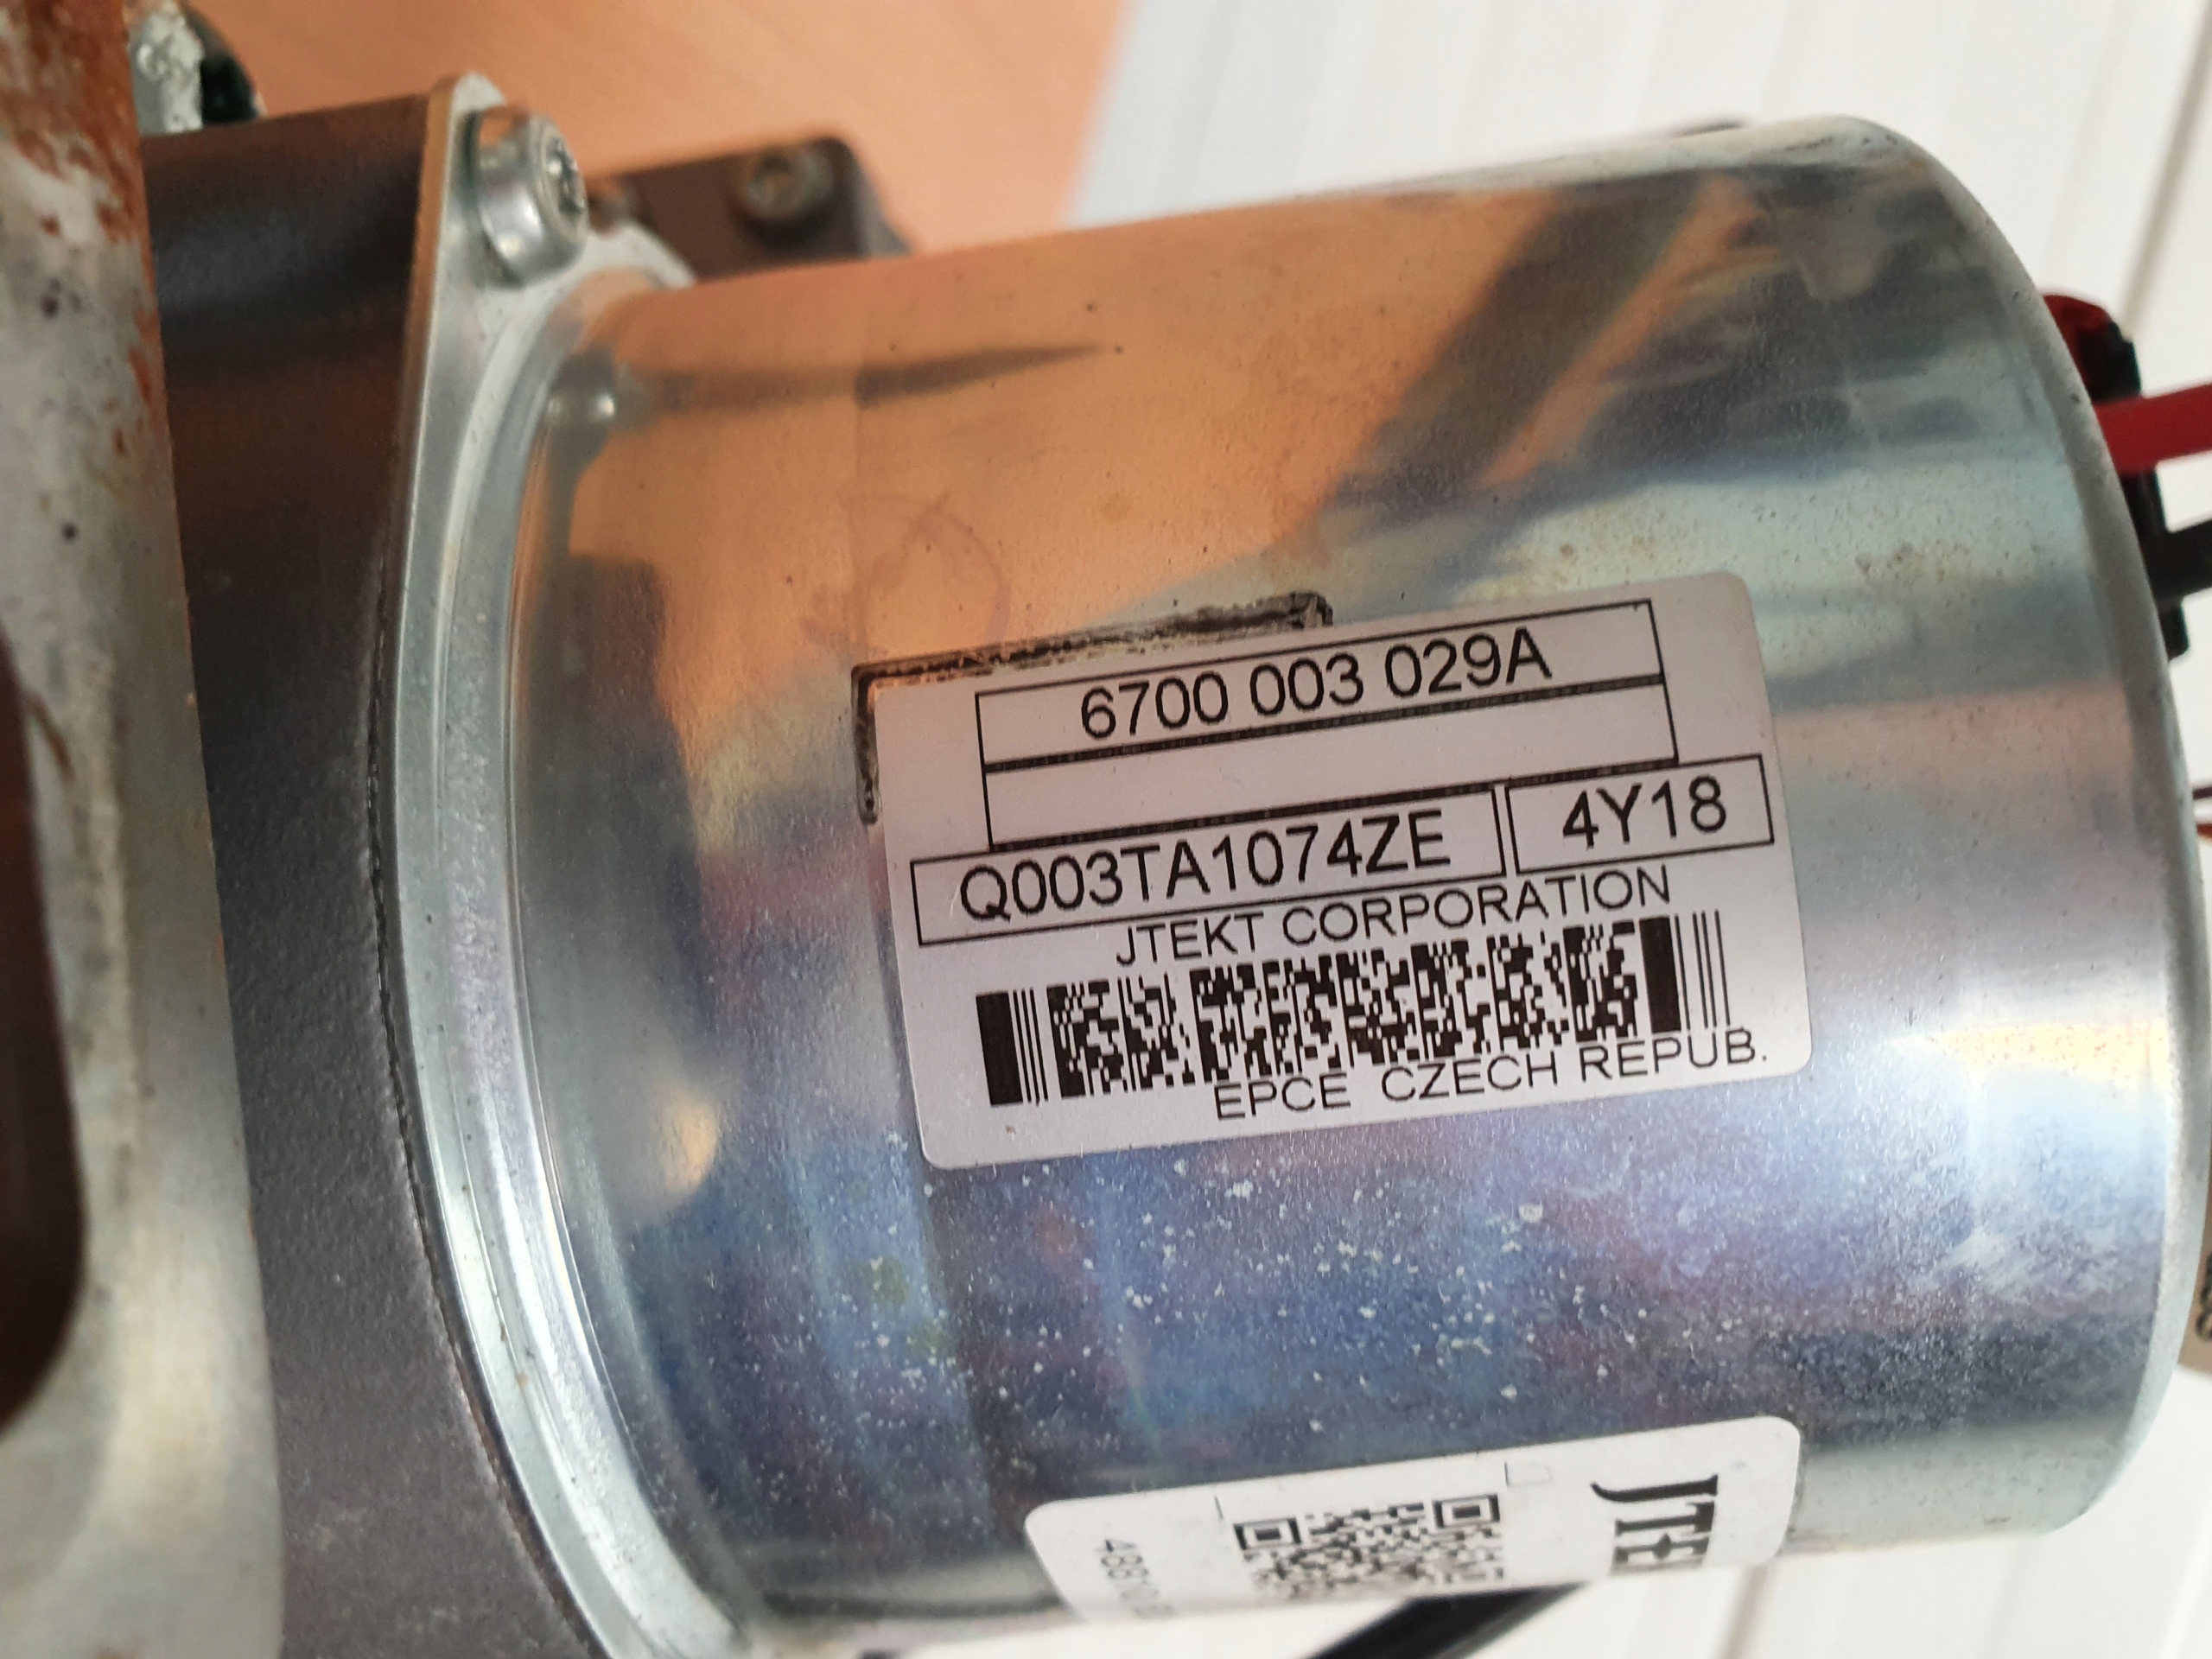 6700 003 029A
Q003TA1074ZE 4Y18
JTEKT CORPORATION
EPCE CZECH REPUB.